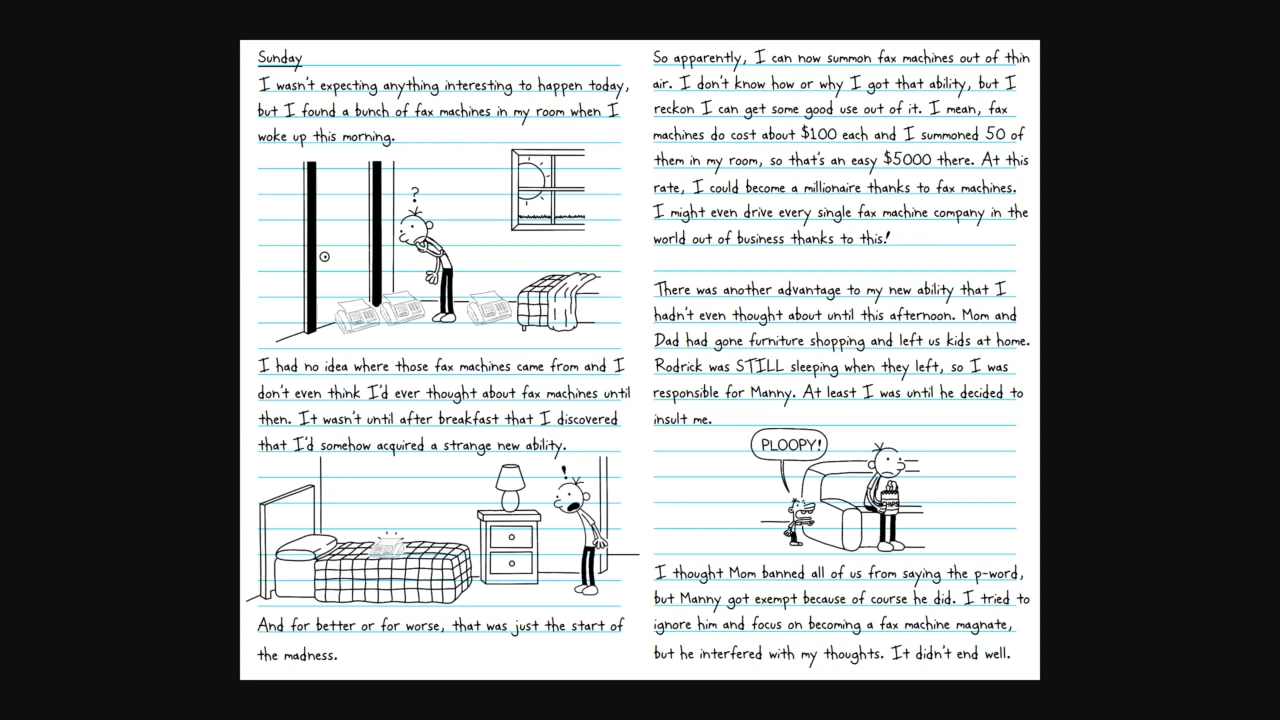 Sunday
I wasn't expecting anything interesting to happen today,
but I found a bunch of fax machines in my room when I
woke up this morning.
?
I had no idea where those fax machines came from and I
don't even think I'd ever thought about fax machines until
then. It wasn't until after breakfast that I discovered
that I'd somehow acquired a strange new ability.
!
And for better or for worse, that was just the start of
the madness.
So apparently, I can now summon fax machines out of thin
air. I don't know how or why I got that ability, but I
reckon I can get some good use out of it. I mean, fax
machines do cost about $100 each and I summoned 50 of
them in my room, so that's an easy $5000 there. At this
rate, I could become a millionaire thanks to fax machines.
I might even drive every single fax machine company in the
world out of business thanks to this!
There was another advantage to my new ability that I
hadn't even thought about until this afternoon. Mom and
Dad had gone furniture shopping and left us kids at home.
Rodrick was STILL sleeping when they left, so I was
responsible for Manny. At least I was until he decided to
insult me.
PLOOPY!
CHIPS
I thought Mom banned all of us from saying the p-word,
but Manny got exempt because of course he did. I tried to
ignore him and focus on becoming a fax machine magnate,
but he interfered with my thoughts. It didn't end well.